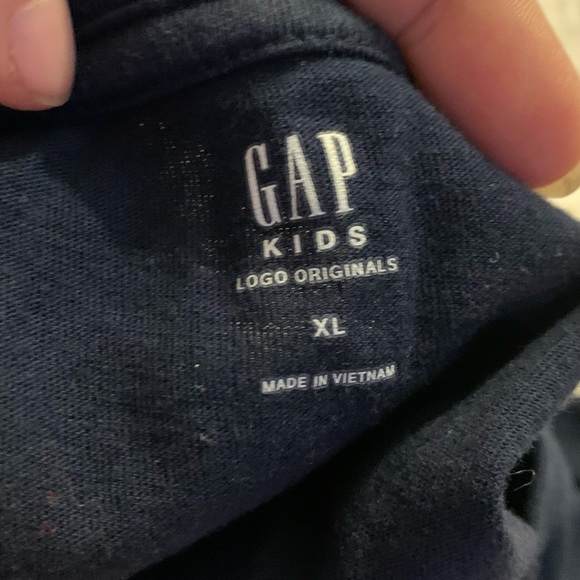 GAP
KIDS
LOGO ORIGINALS
XL
MADE IN VIETNAM